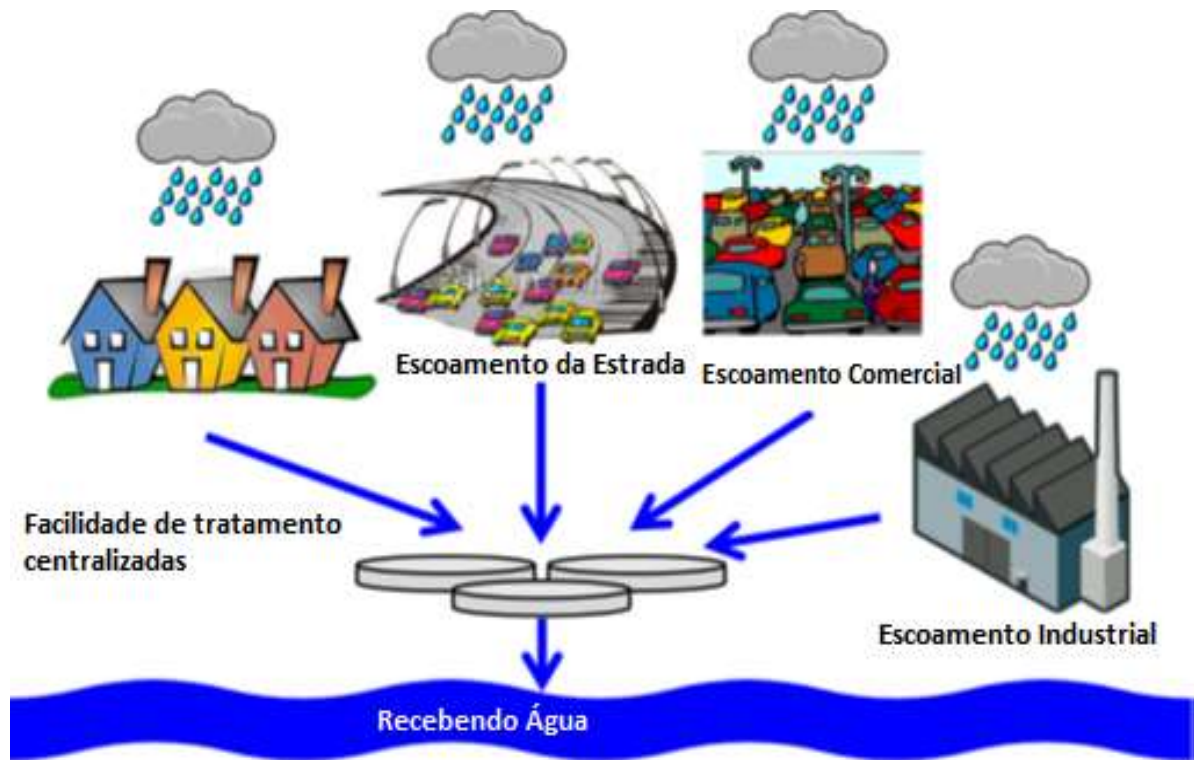 Escoamento da Estrada
Escoamento Comercial
Facilidade de tratamento
centralizadas
Escoamento Industrial
Recebendo Água